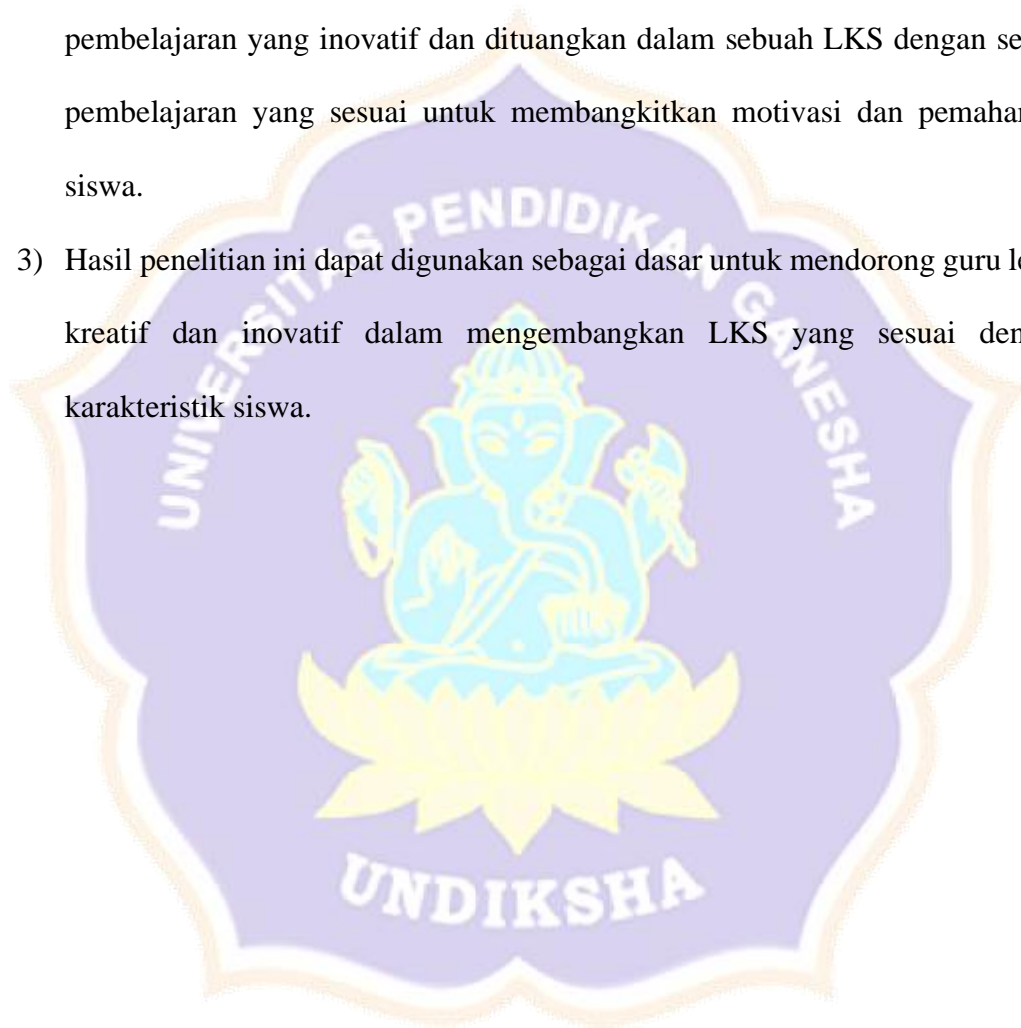 pembelajaran yang inovatif dan dituangkan dalam sebuah LKS dengan se
pembelajaran yang sesuai untuk membangkitkan motivasi dan pemahar
siswa.
3) Hasil penelitian ini dapat digunakan sebagai dasar untuk mendorong guru le
kreatif dan inovatif dalam mengembangkan LKS yang sesuai den
karakteristik siswa.
UNIVERSITAS PENDIDIKAN GANESHA
UNDIKSHA